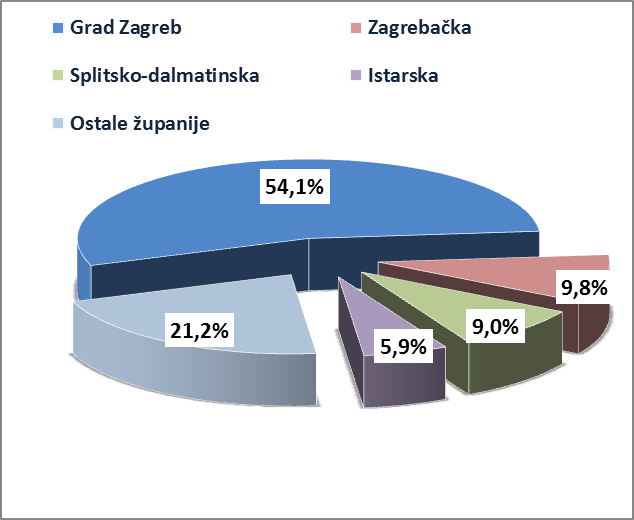 Grad Zagreb
Zagrebačka
Splitsko-dalmatinska
Istarska
Ostale županije
54,1%
9,8%
9,0%
5,9%
21,2%